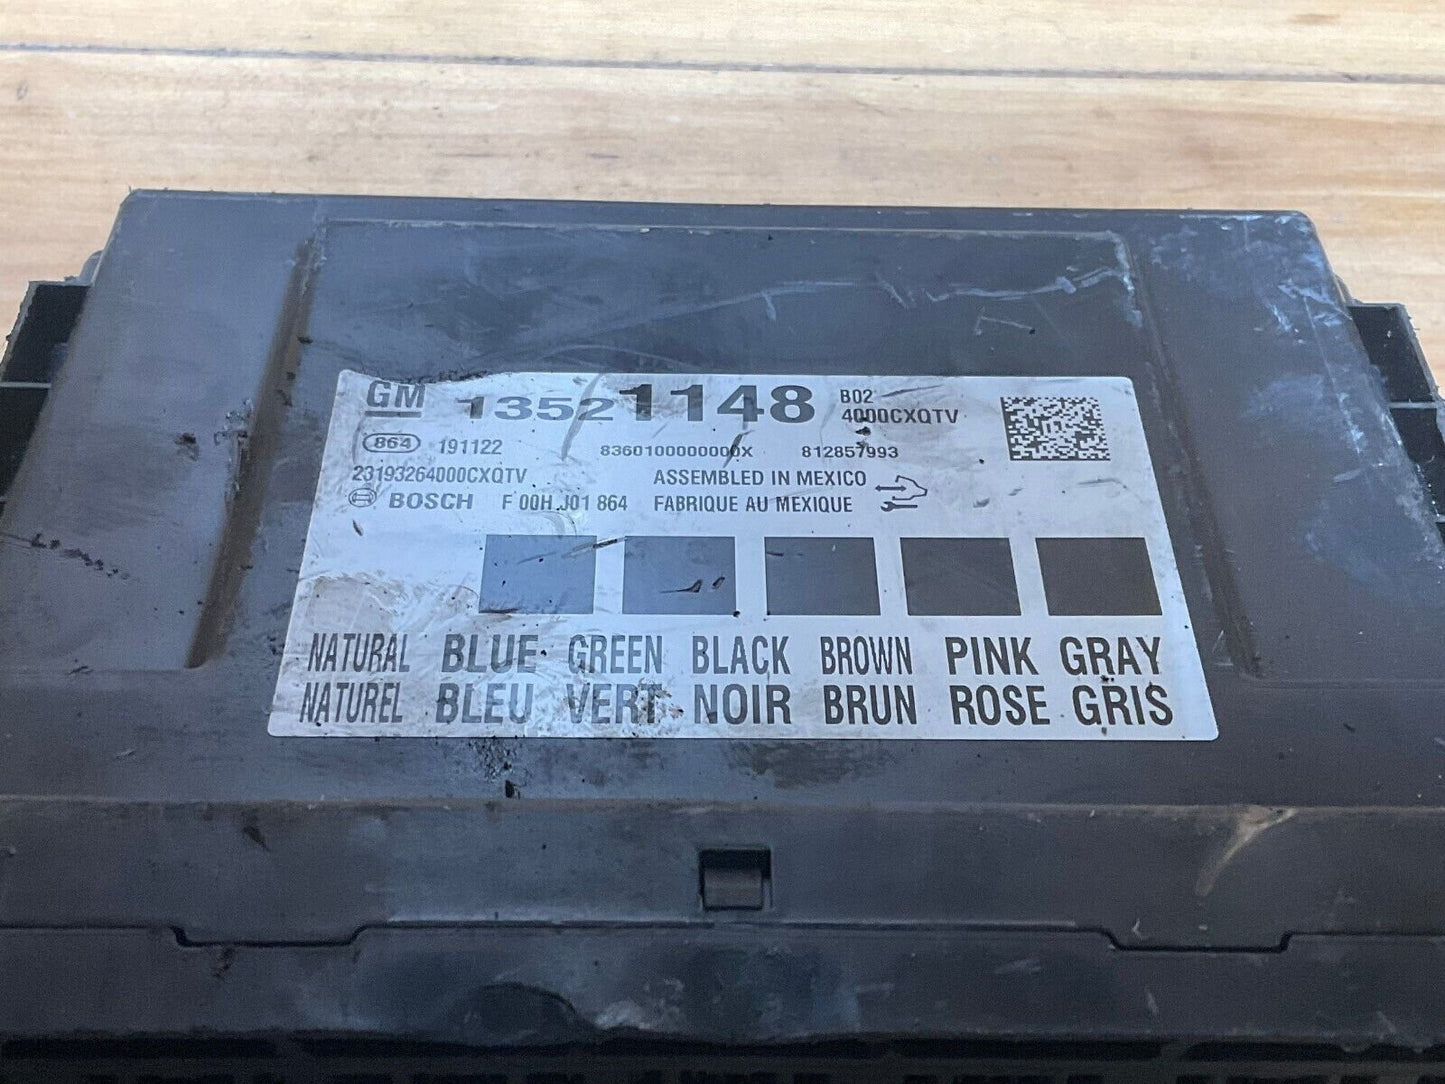 GM 13521148 B02
4000CXQTV
864 191122 8360100000000X 812857993
23193264000CXQTV ASSEMBLED IN MEXICO
BOSCH F 00H J01 864 FABRIQUE AU MEXIQUE
NATURAL BLUE GREEN BLACK BROWN PINK GRAY
NATUREL BLEU VERT NOIR BRUN ROSE GRIS